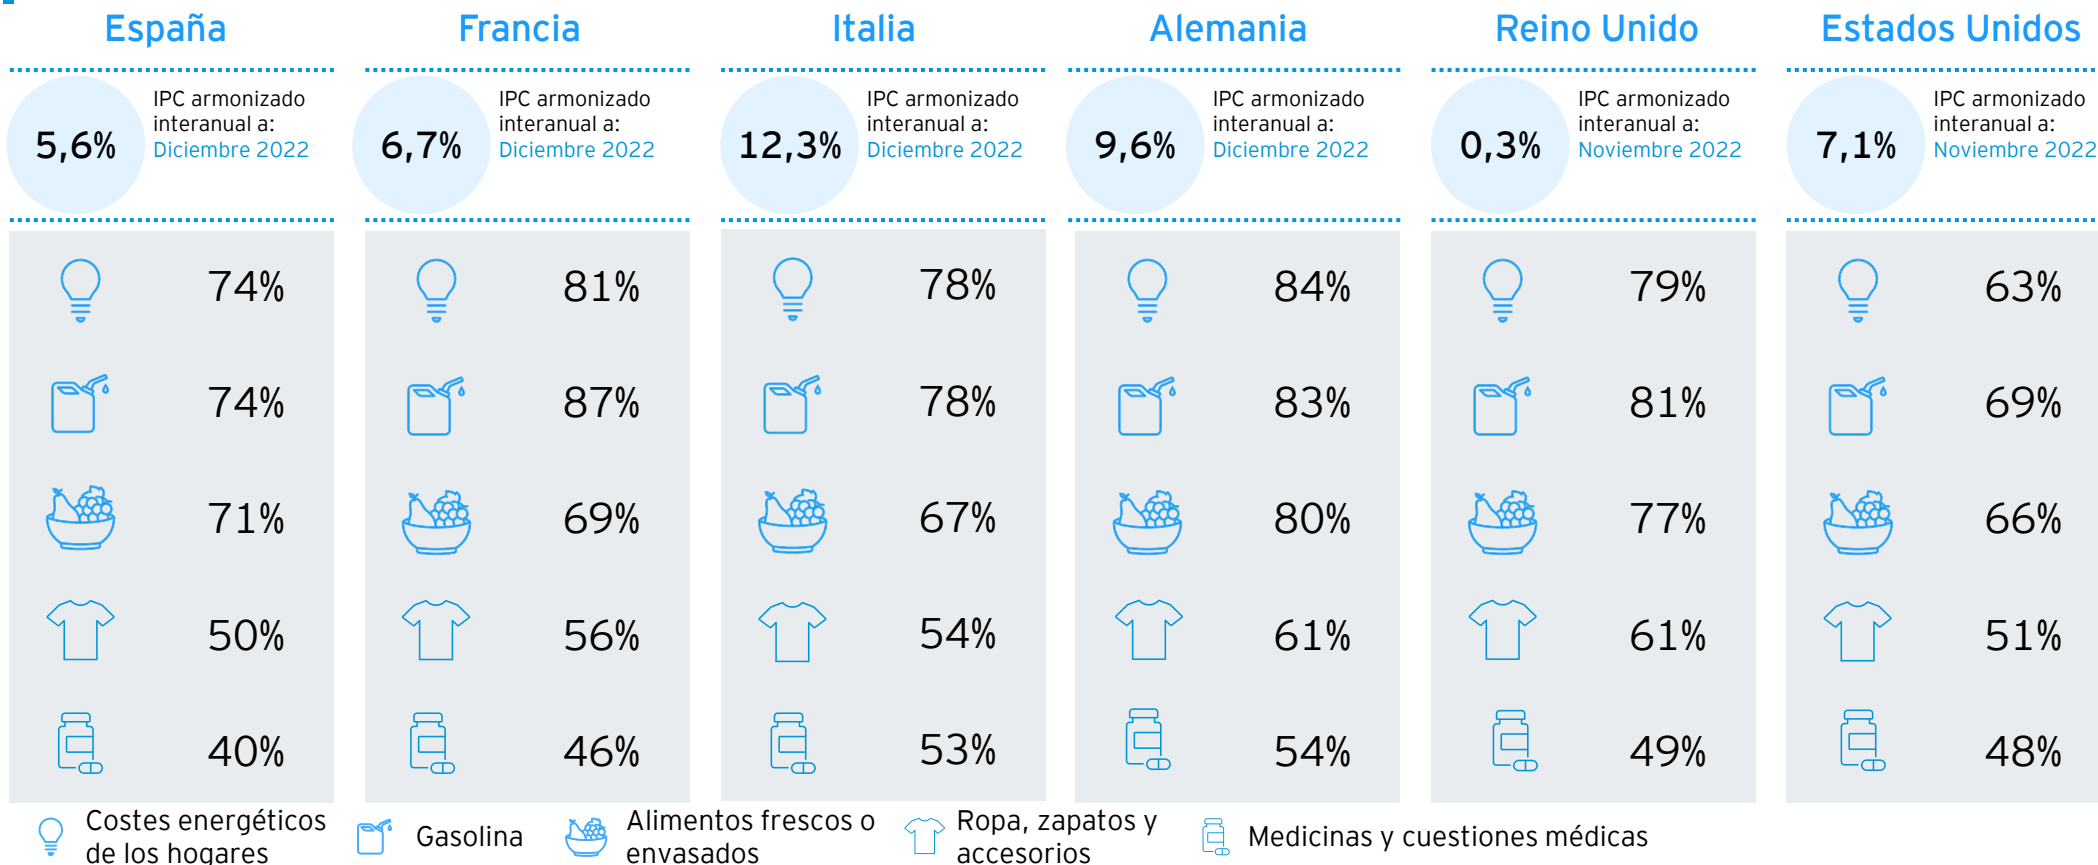 España
5,6%
IPC armonizado
interanual a:
Diciembre 2022
74%
74%
71%
50%
40%
Francia
6,7%
IPC armonizado
interanual a:
Diciembre 2022
81%
87%
69%
56%
46%
Italia
12,3%
IPC armonizado
interanual a:
Diciembre 2022
78%
78%
67%
54%
53%
Alemania
9,6%
IPC armonizado
interanual a:
Diciembre 2022
84%
83%
80%
61%
54%
Reino Unido
0,3%
IPC armonizado
interanual a:
Noviembre 2022
79%
81%
77%
61%
49%
Estados Unidos
7,1%
IPC armonizado
interanual a:
Noviembre 2022
63%
69%
66%
51%
48%
Costes energéticos
de los hogares
Gasolina
Alimentos frescos o
envasados
Ropa, zapatos y
accesorios
Medicinas y cuestiones médicas